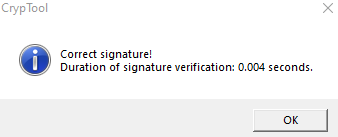 CrypTool
Correct signature!
Duration of signature verification: 0.004 seconds.
OK